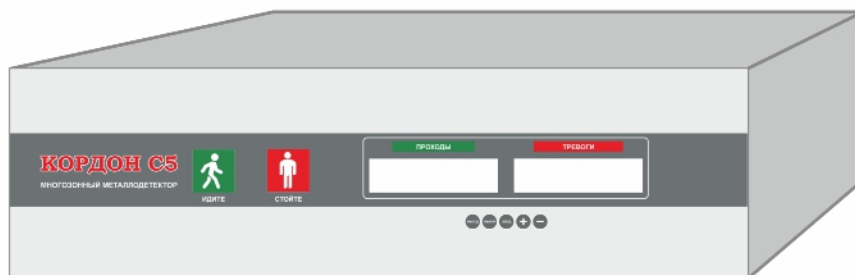 КОРДОН С5
МНОГОЗОННЫЙ МЕТАЛЛОДЕТЕКТОР
ИДИТЕ
СТОЙТЕ
ПРОХОДЫ
ТРЕВОГИ
+
−